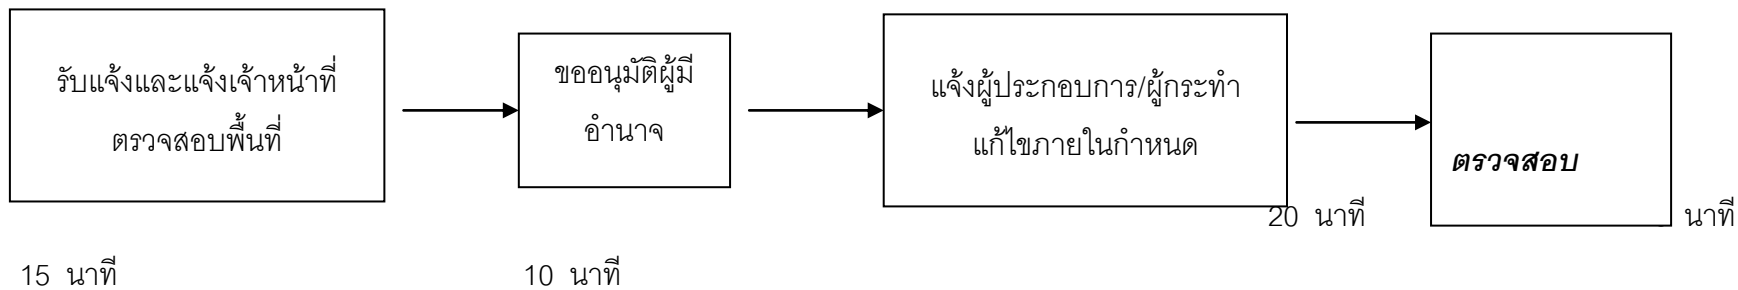 รับแจ้งและแจ้งเจ้าหน้าที่
ตรวจสอบพื้นที่
ขออนุมัติผู้มี
อำนาจ
แจ้งผู้ประกอบการ/ผู้กระทำ
แก้ไขภายในกำหนด
ตรวจสอบ
20 นาที
นาที
15 นาที
10 นาที